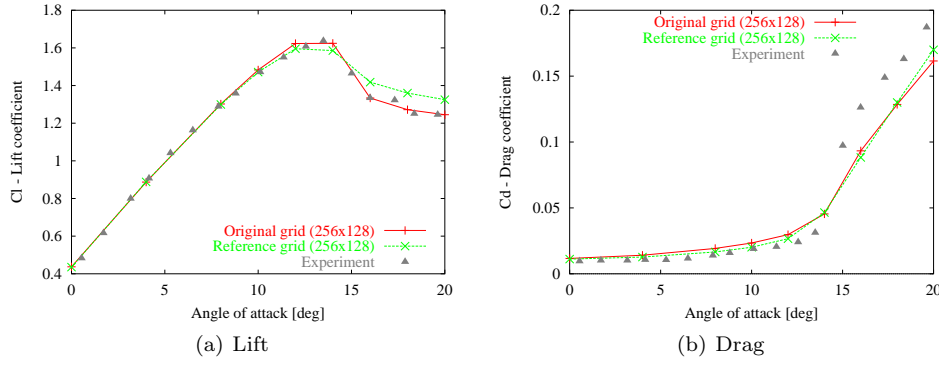 1.8
1.6
1.4
1.2
1
0.8
0.6
0.4
Cl - Lift coefficient
Original grid (256x128)
Reference grid (256x128)
Experiment
0 5 10 15 20
Angle of attack [deg]
(a) Lift
0.2
0.15
0.1
0.05
0
Cd - Drag coefficient
Original grid (256x128)
Reference grid (256x128)
Experiment
0 5 10 15 20
Angle of attack [deg]
(b) Drag